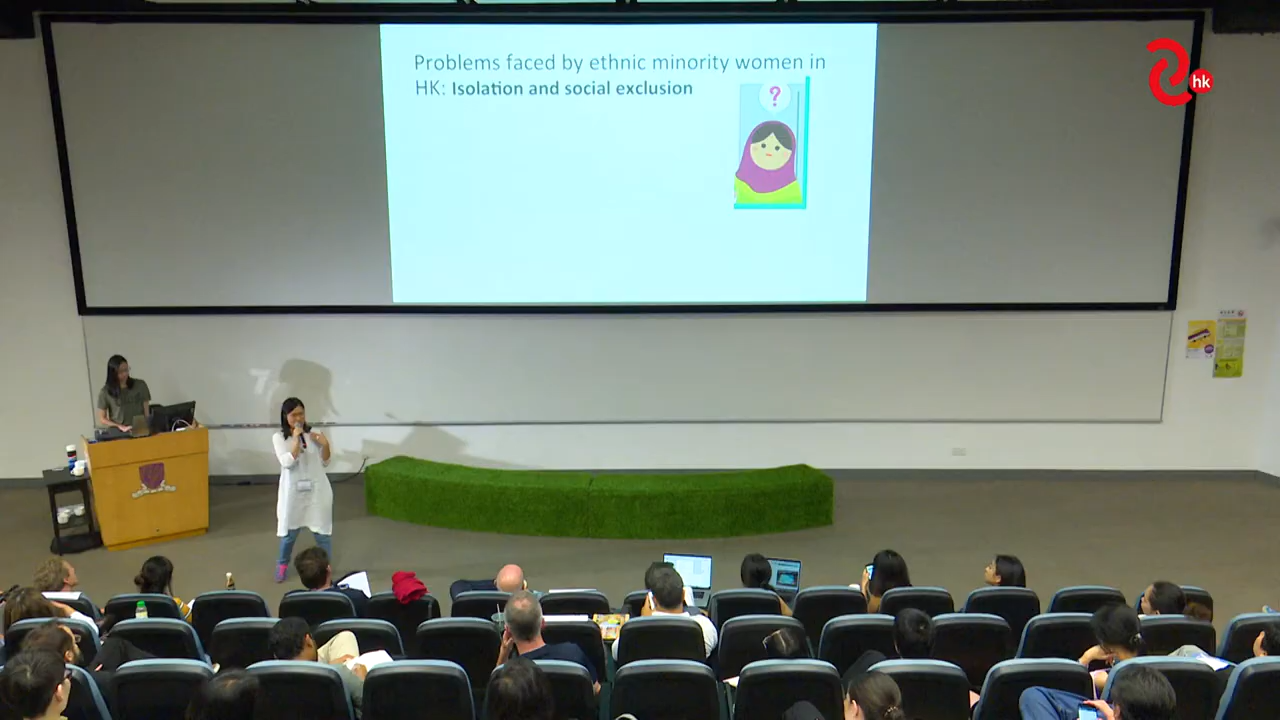 Problems faced by ethnic minority women in
HK: Isolation and social exclusion
?
hk